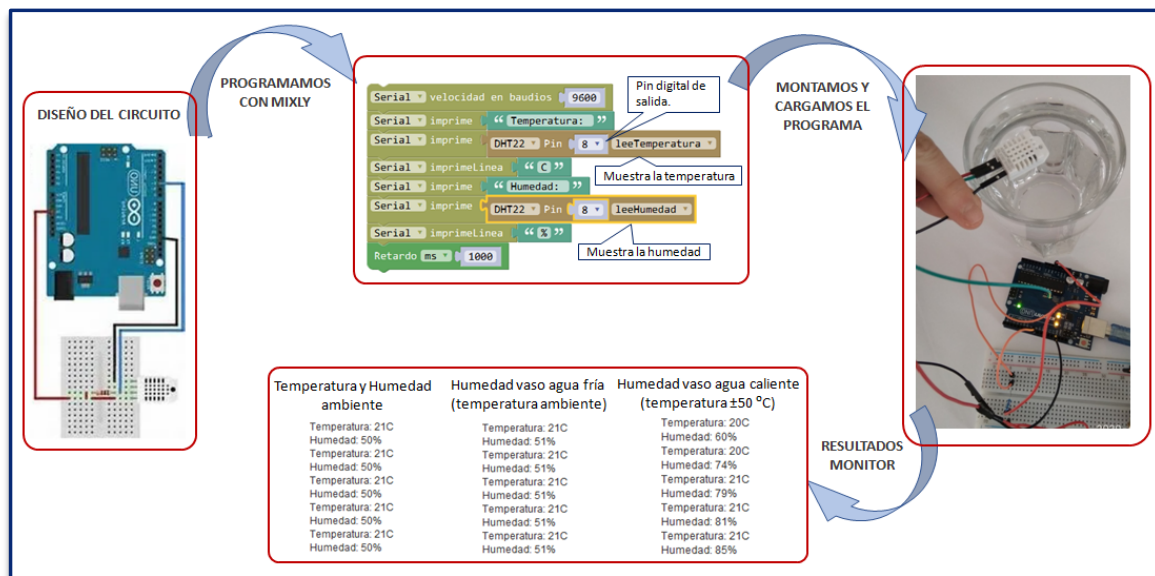 DISEÑO DEL CIRCUITO
PROGRAMAMOS
CON MIXLY
Serial velocidad en baudios 9600
Serial imprime “ Temperatura: ”
Serial imprime DHT22 Pin 8 leeTemperatura
Serial imprimeLinea “ C ”
Serial imprime “ Humedad: ”
Serial imprime DHT22 Pin 8 leeHumedad
Serial imprimeLinea “ % ”
Retardo ms 1000
Pin digital de
salida.
Muestra la temperatura
Muestra la humedad
MONTAMOS Y
CARGAMOS EL
PROGRAMA
RESULTADOS
MONITOR
Temperatura y Humedad
ambiente
Temperatura: 21C
Humedad: 50%
Temperatura: 21C
Humedad: 50%
Temperatura: 21C
Humedad: 50%
Temperatura: 21C
Humedad: 50%
Temperatura: 21C
Humedad: 50%
Humedad vaso agua fría
(temperatura ambiente)
Temperatura: 21C
Humedad: 51%
Temperatura: 21C
Humedad: 51%
Temperatura: 21C
Humedad: 51%
Temperatura: 21C
Humedad: 51%
Temperatura: 21C
Humedad: 51%
Humedad vaso agua caliente
(temperatura ±50 °C)
Temperatura: 20C
Humedad: 60%
Temperatura: 20C
Humedad: 74%
Temperatura: 21C
Humedad: 79%
Temperatura: 21C
Humedad: 81%
Temperatura: 21C
Humedad: 85%